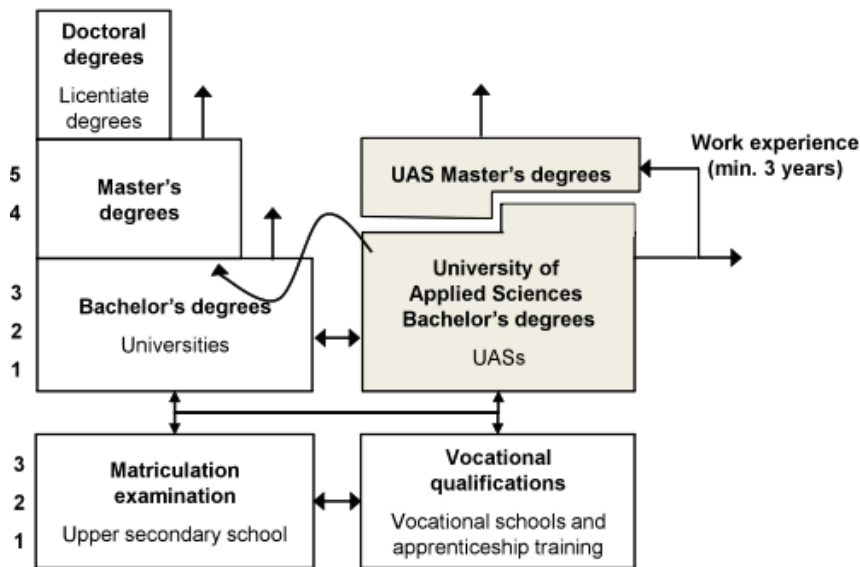 Doctoral
degrees
Licentiate
degrees
5
4
Master's
degrees
UAS Master's degrees
Work experience
(min. 3 years)
3
2
1
Bachelor's degrees
Universities
University of
Applied Sciences
Bachelor's degrees
UASs
3
2
1
Matriculation
examination
Upper secondary school
Vocational
qualifications
Vocational schools and
apprenticeship training